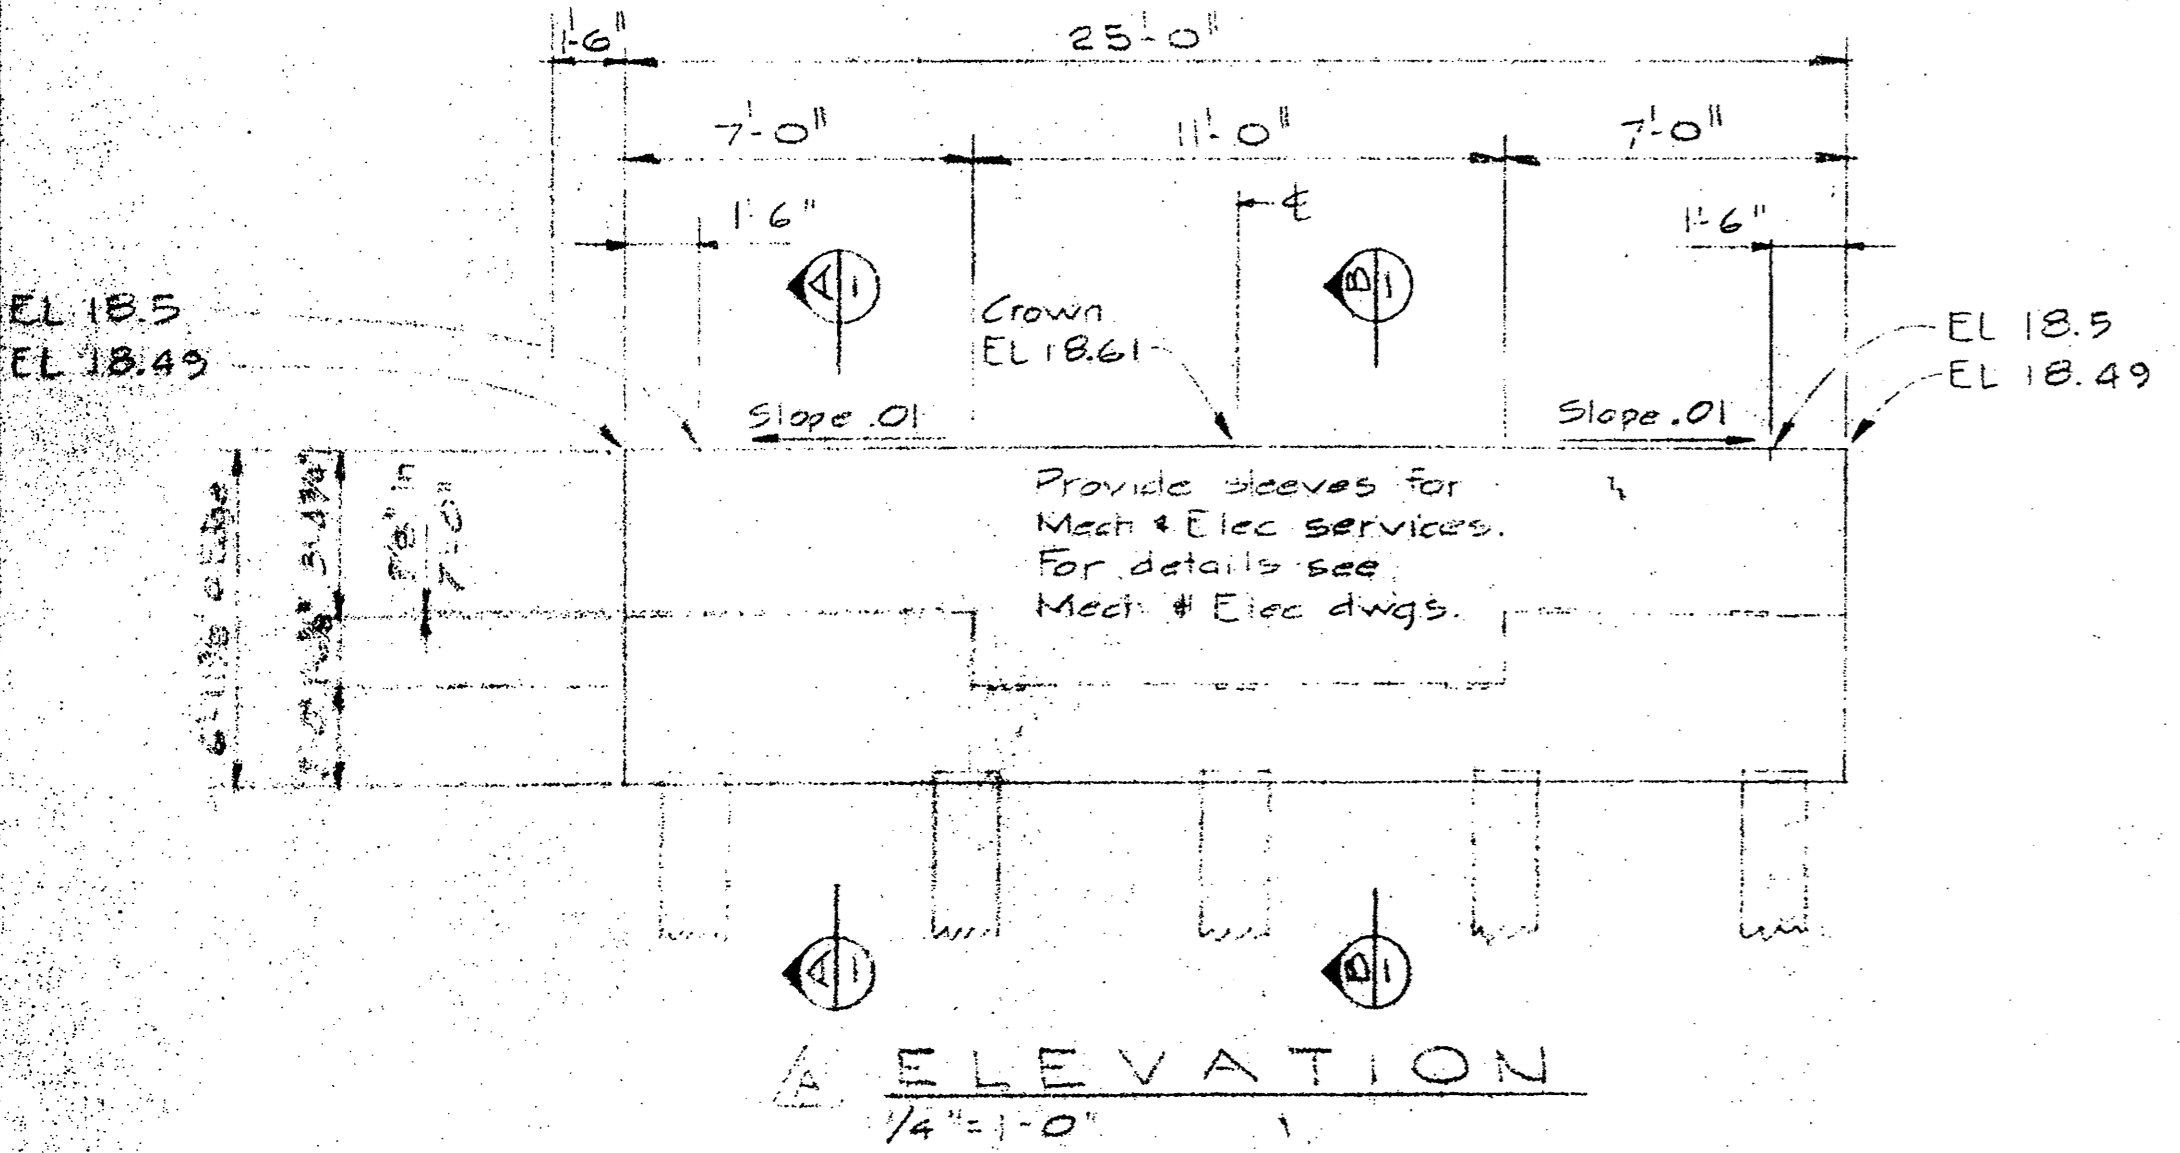 1'-6"
25'-0"
7'-0"
11'-0"
7'-0"
1'-6"
℄
1'-6"
A
1
B
1
EL 18.5
EL 18.49
Crown
EL 18.61
EL 18.5
EL 18.49
Slope .01
Slope .01
Provide sleeves for
Mech & Elec services.
For details see
Mech & Elec dwgs.
7'-0"
A
1
B
1
A
ELEVATION
1/4"=1'-0"